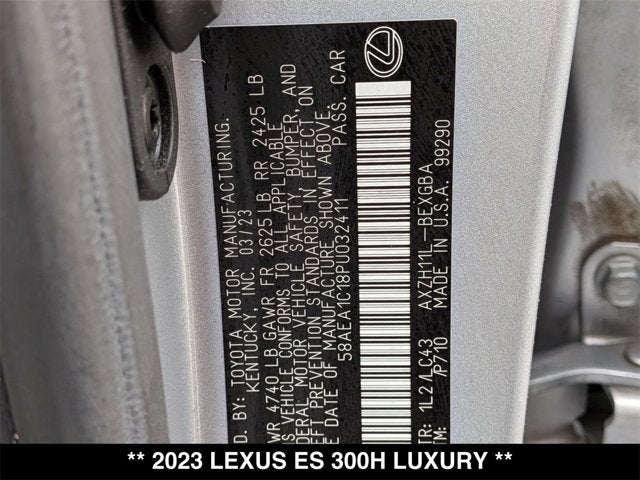 D. BY: TOYOTA MOTOR MANUFACTURING.
KENTUCKY, INC. 03/23
WR 4740 LB GAWR FR 2625 LB RR 2425 LB
S VEHICLE CONFORMS TO ALL APPLICABLE
DERAL MOTOR VEHICLE SAFETY, BUMPER, AND
EFT PREVENTION STANDARDS IN EFFECT ON
E DATE OF MANUFACTURE SHOWN ABOVE.
58AEA1C18PU032411 PASS. CAR
TR: 1L2/LC43 AXZH11L-BEXGBA
IM: /P710 MADE IN U.S.A. 99290
** 2023 LEXUS ES 300H LUXURY **